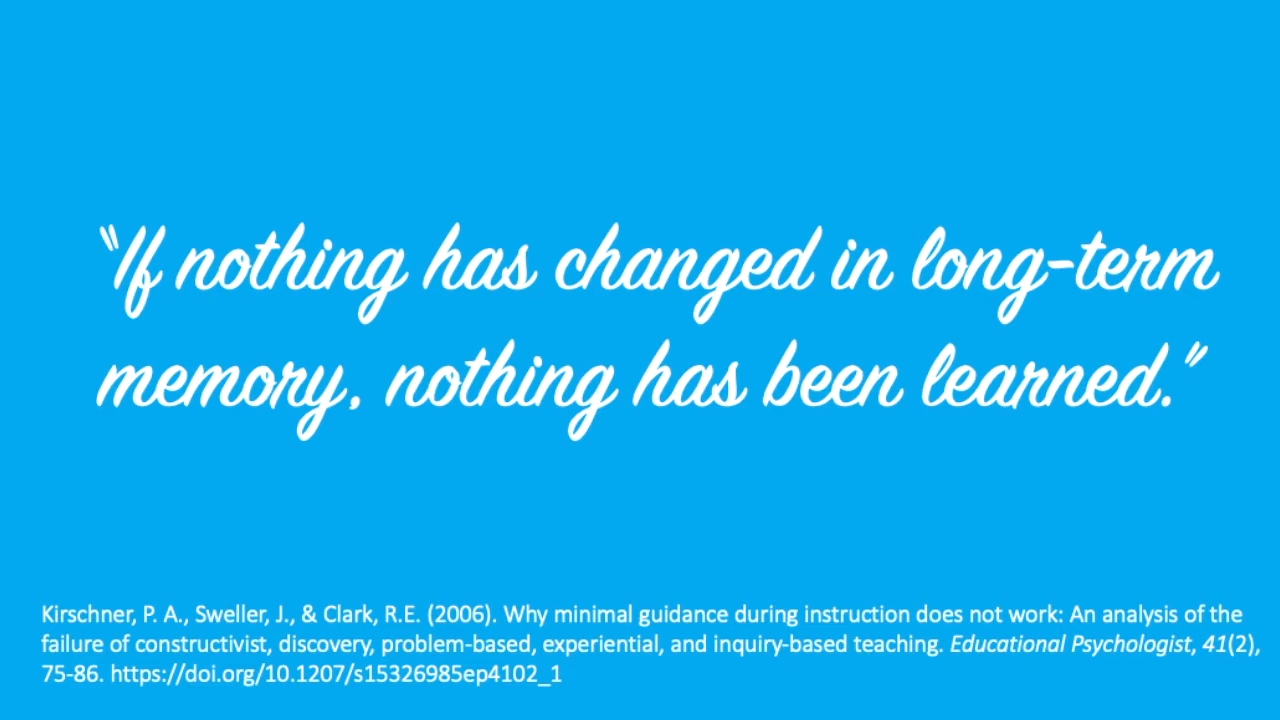 "If nothing has changed in long-term
memory, nothing has been learned."
Kirschner, P. A., Sweller, J., & Clark, R.E. (2006). Why minimal guidance during instruction does not work: An analysis of the
failure of constructivist, discovery, problem-based, experiential, and inquiry-based teaching. Educational Psychologist, 41(2),
75-86. https://doi.org/10.1207/s15326985ep4102_1